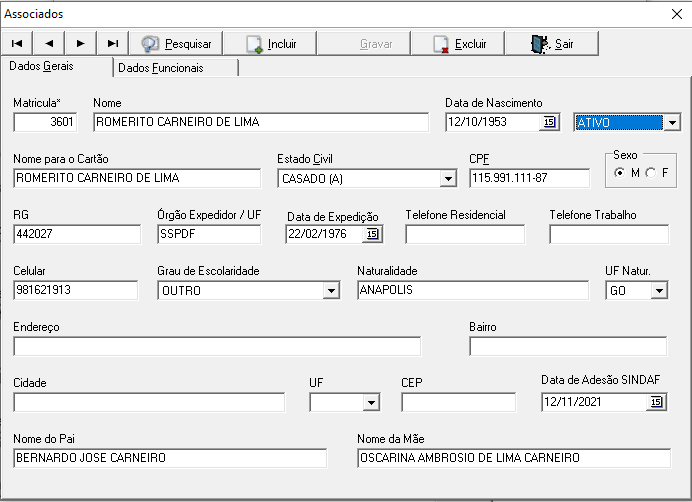 Associados
Pesquisar Incluir Gravar Excluir Sair
Dados Gerais Dados Funcionais
Matricula* Nome Data de Nascimento
3601 ROMERITO CARNEIRO DE LIMA 12/10/1953 15 ATIVO
Nome para o Cartão Estado Civil CPF Sexo
ROMERITO CARNEIRO DE LIMA CASADO (A) 115.991.111-87 M F
RG Órgão Expedidor / UF Data de Expedição Telefone Residencial Telefone Trabalho
442027 SSPDF 22/02/1976 15
Celular Grau de Escolaridade Naturalidade UF Natur.
981621913 OUTRO ANAPOLIS GO
Endereço Bairro
Cidade UF CEP Data de Adesão SINDAF
12/11/2021 15
Nome do Pai Nome da Mãe
BERNARDO JOSE CARNEIRO OSCARINA AMBROSIO DE LIMA CARNEIRO